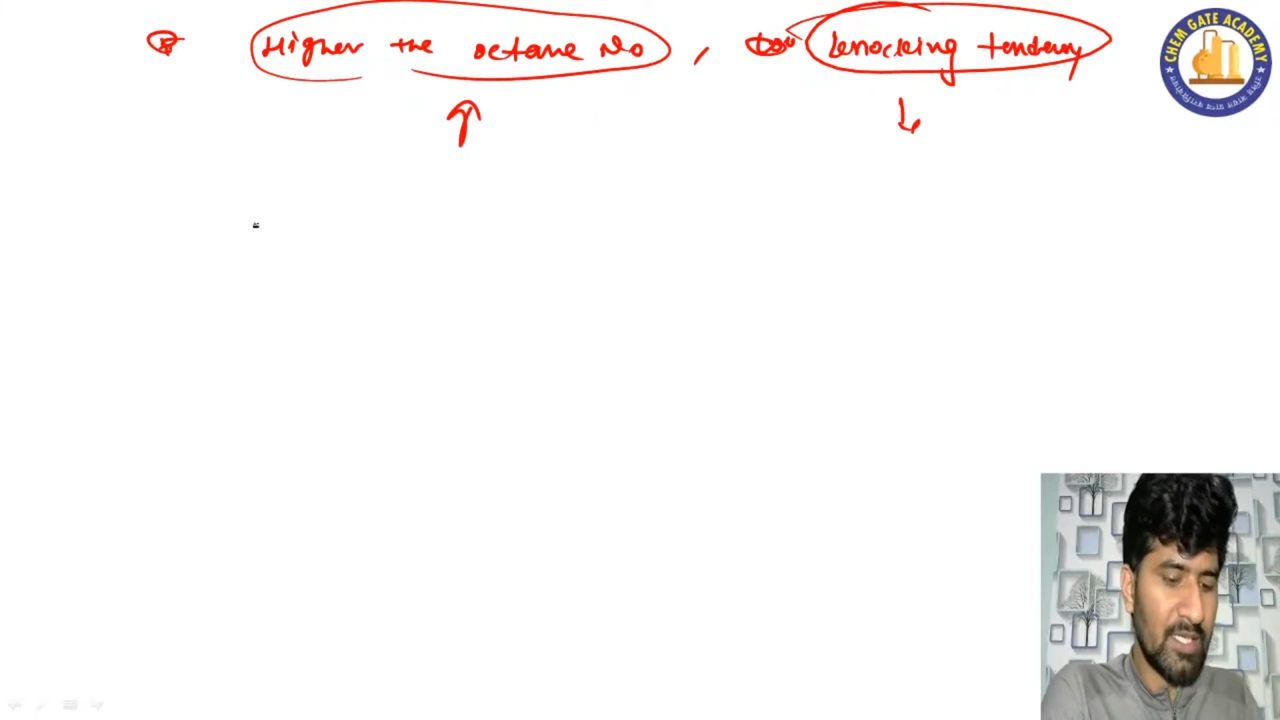 Higher the octane No , knocking tendency
CHEM GATE ACADEMY